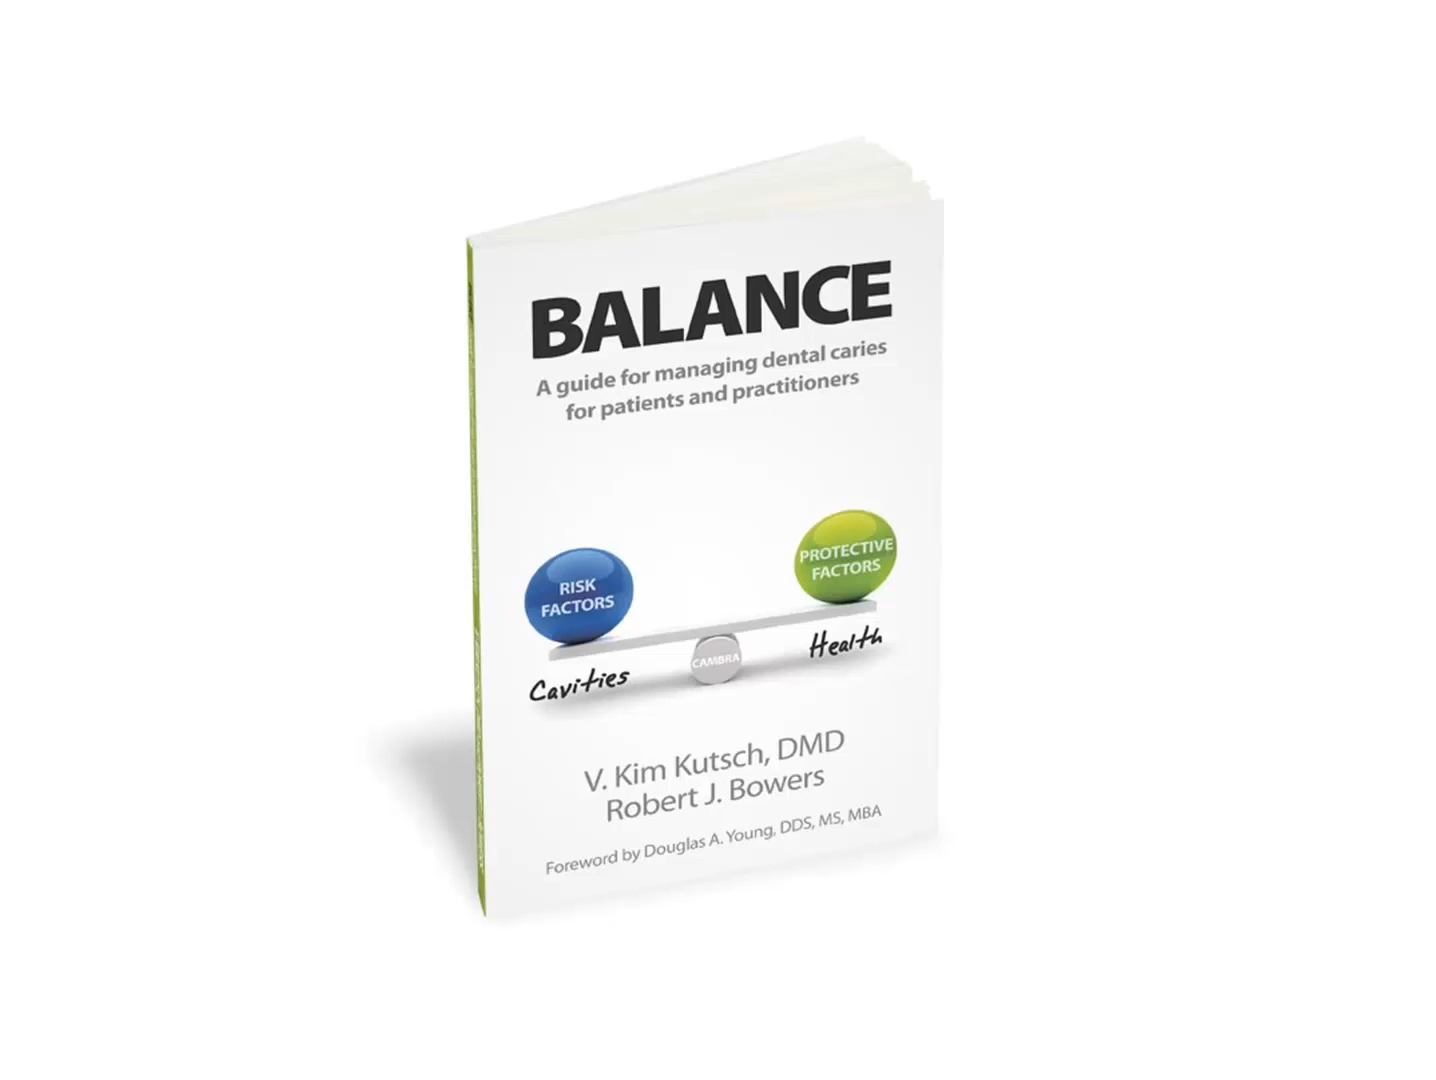 BALANCE
A guide for managing dental caries
for patients and practitioners
RISK
FACTORS
PROTECTIVE
FACTORS
CAMBRA
Cavities
Health
V. Kim Kutsch, DMD
Robert J. Bowers
Foreword by Douglas A. Young, DDS, MS, MBA